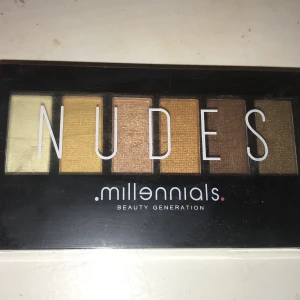 NUDES
.millennials.
BEAUTY GENERATION